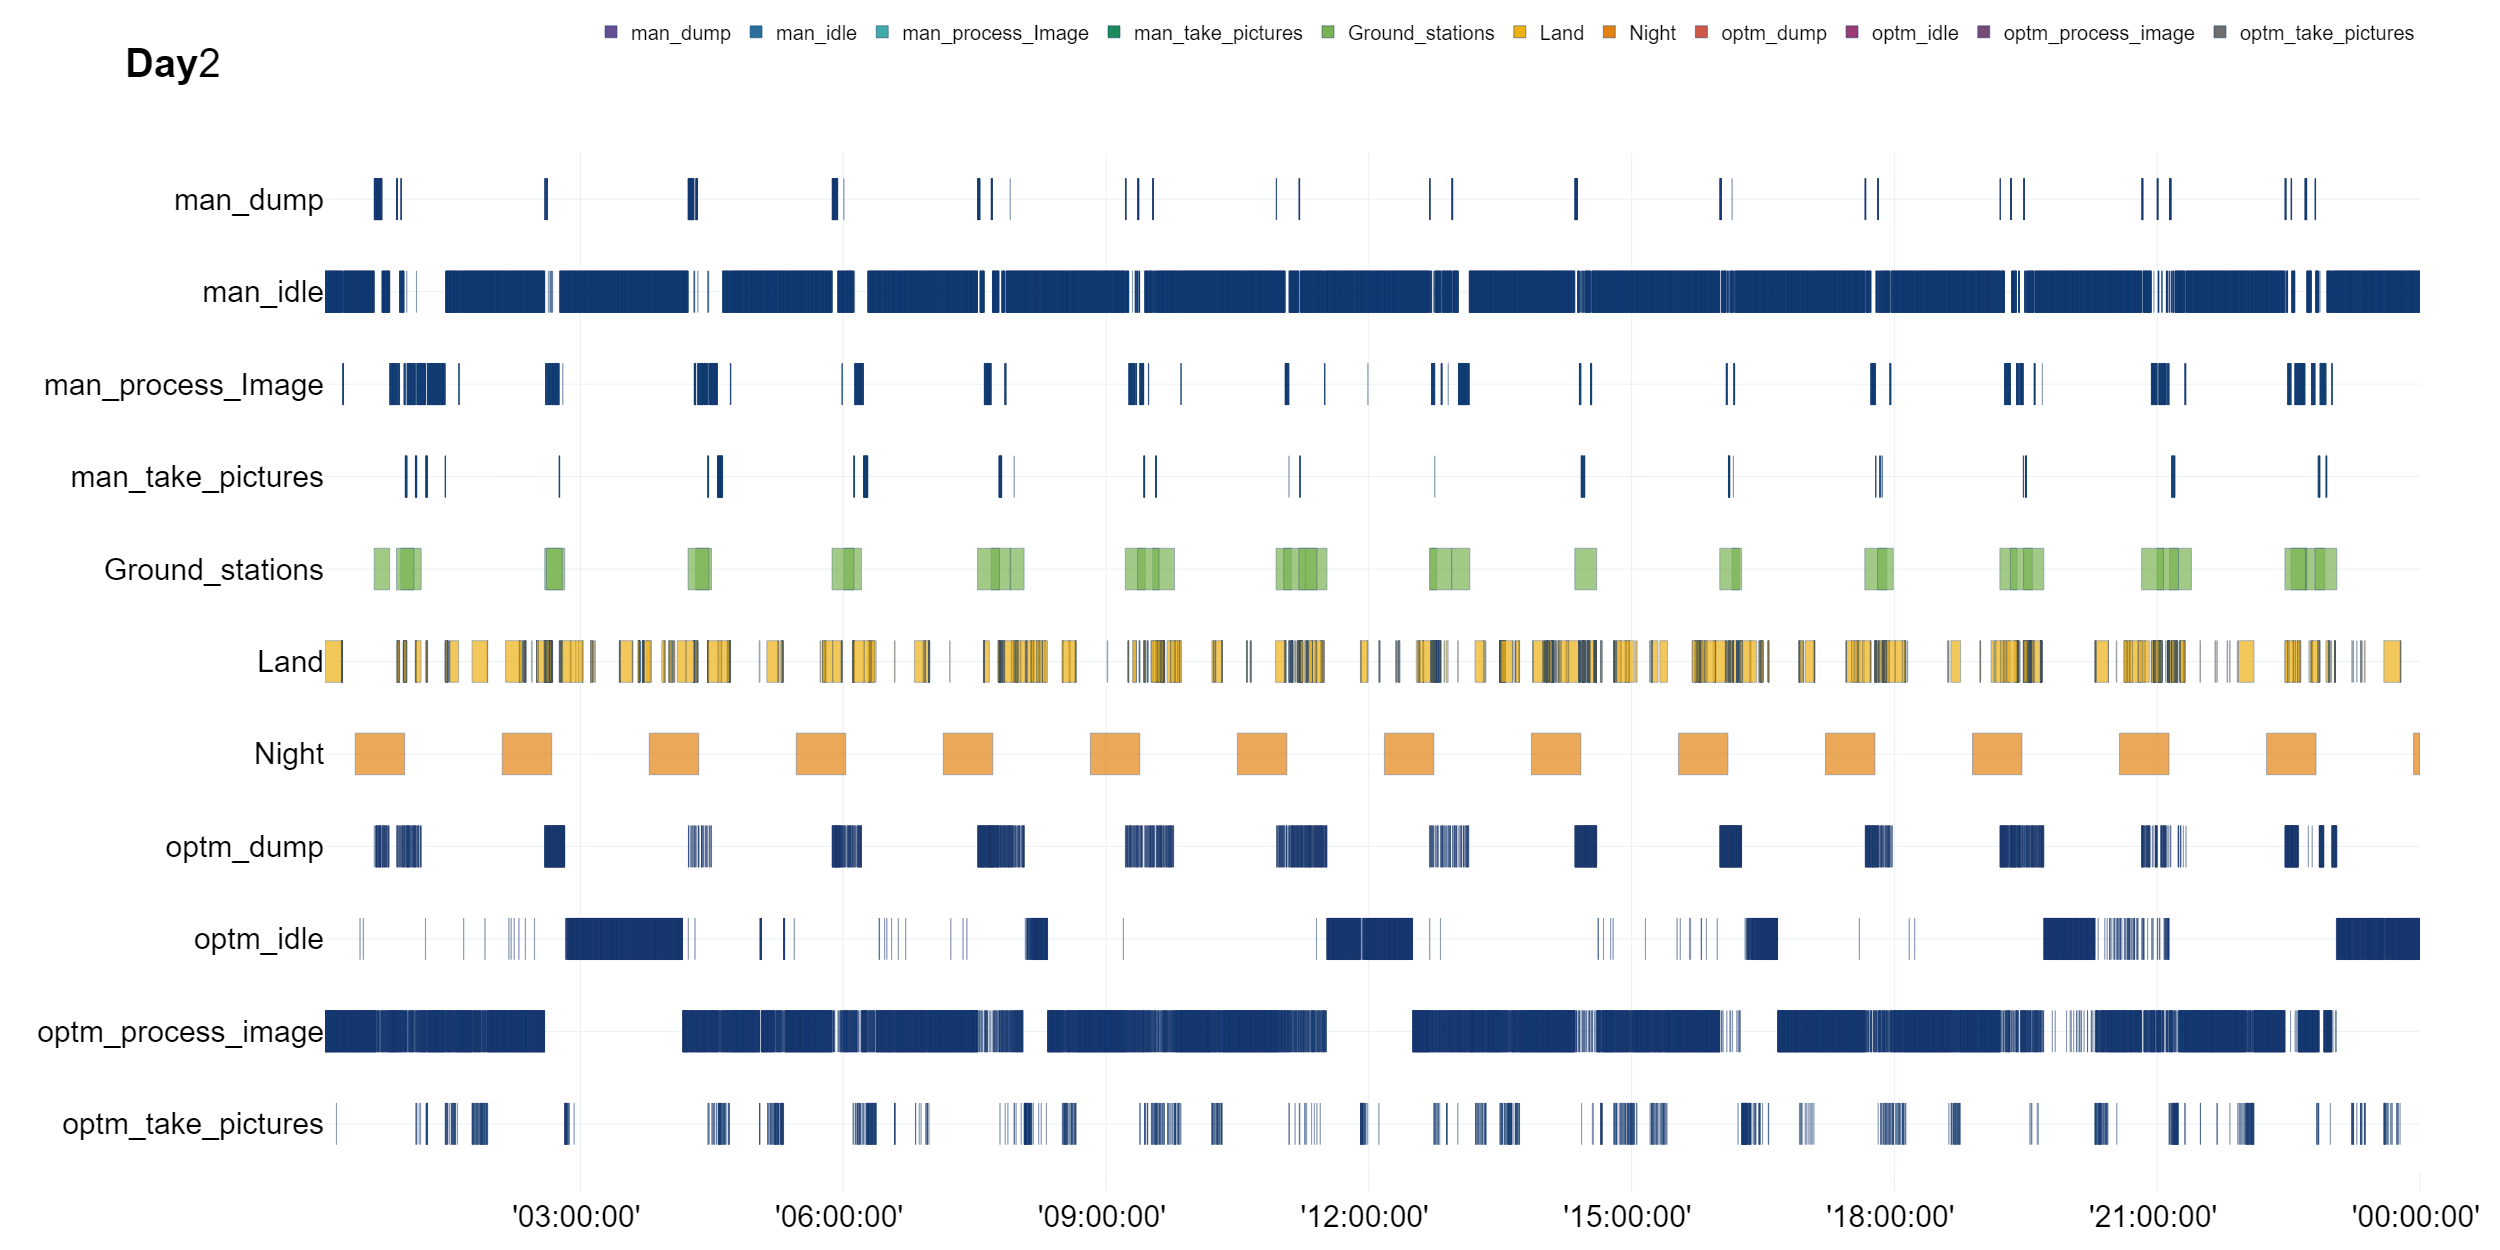 man_dump man_idle man_process_Image man_take_pictures Ground_stations Land Night optm_dump optm_idle optm_process_image optm_take_pictures
Day2
man_dump
man_idle
man_process_Image
man_take_pictures
Ground_stations
Land
Night
optm_dump
optm_idle
optm_process_image
optm_take_pictures
'03:00:00' '06:00:00' '09:00:00' '12:00:00' '15:00:00' '18:00:00' '21:00:00' '00:00:00'